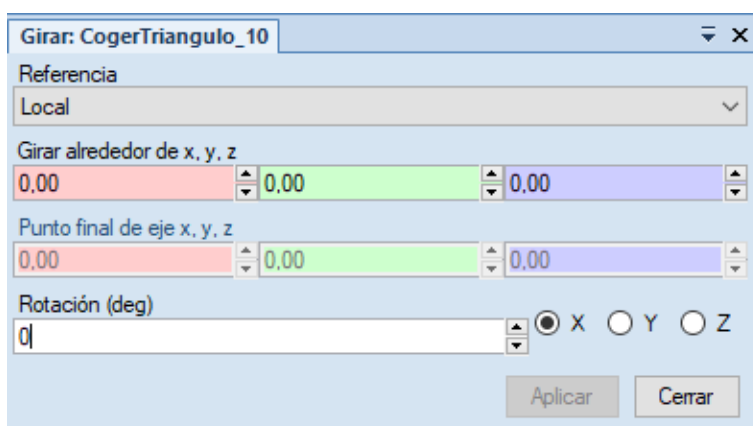 Girar: CogerTriangulo_10
Referencia
Local
Girar alrededor de x, y, z
0,00 0,00 0,00
Punto final de eje x, y, z
0,00 0,00 0,00
Rotación (deg)
0 X Y Z
Aplicar Cerrar